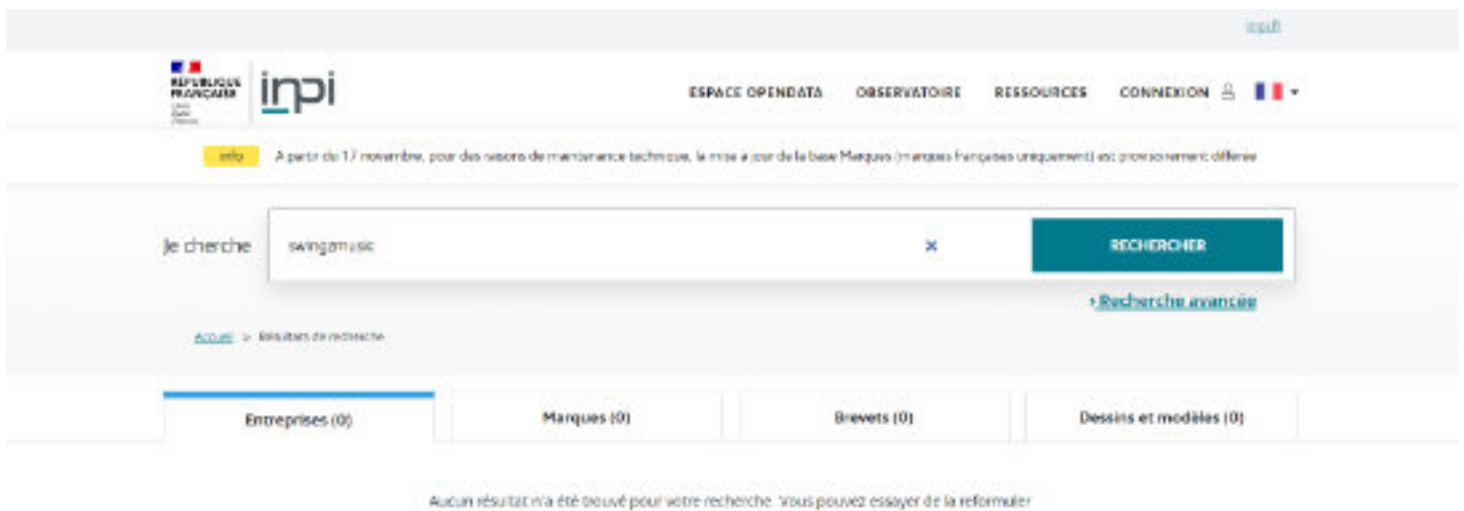 inpi.fr
RÉPUBLIQUE
FRANÇAISE
inpi
ESPACE OPENDATA OBSERVATOIRE RESSOURCES CONNEXION
info A partir du 17 novembre, pour des raisons de maintenance technique, la mise à jour de la base Marques (marques françaises uniquement) est provisoirement différée
Je cherche
RECHERCHER
Recherche avancée
Accueil > Résultats de recherche
Entreprises (0) Marques (0) Brevets (0) Dessins et modèles (0)
Aucun résultat n'a été trouvé pour votre recherche. Vous pouvez essayer de la reformuler